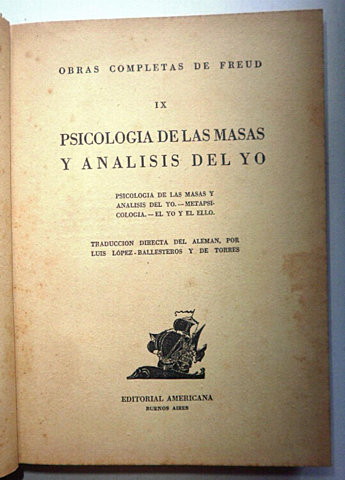 OBRAS COMPLETAS DE FREUD
IX
PSICOLOGIA DE LAS MASAS
Y ANALISIS DEL YO
PSICOLOGIA DE LAS MASAS Y
ANALISIS DEL YO.—METAPSI-
COLOGIA.—EL YO Y EL ELLO.
TRADUCCION DIRECTA DEL ALEMAN, POR
LUIS LOPEZ-BALLESTEROS Y DE TORRES
EDITORIAL AMERICANA
BUENOS AIRES